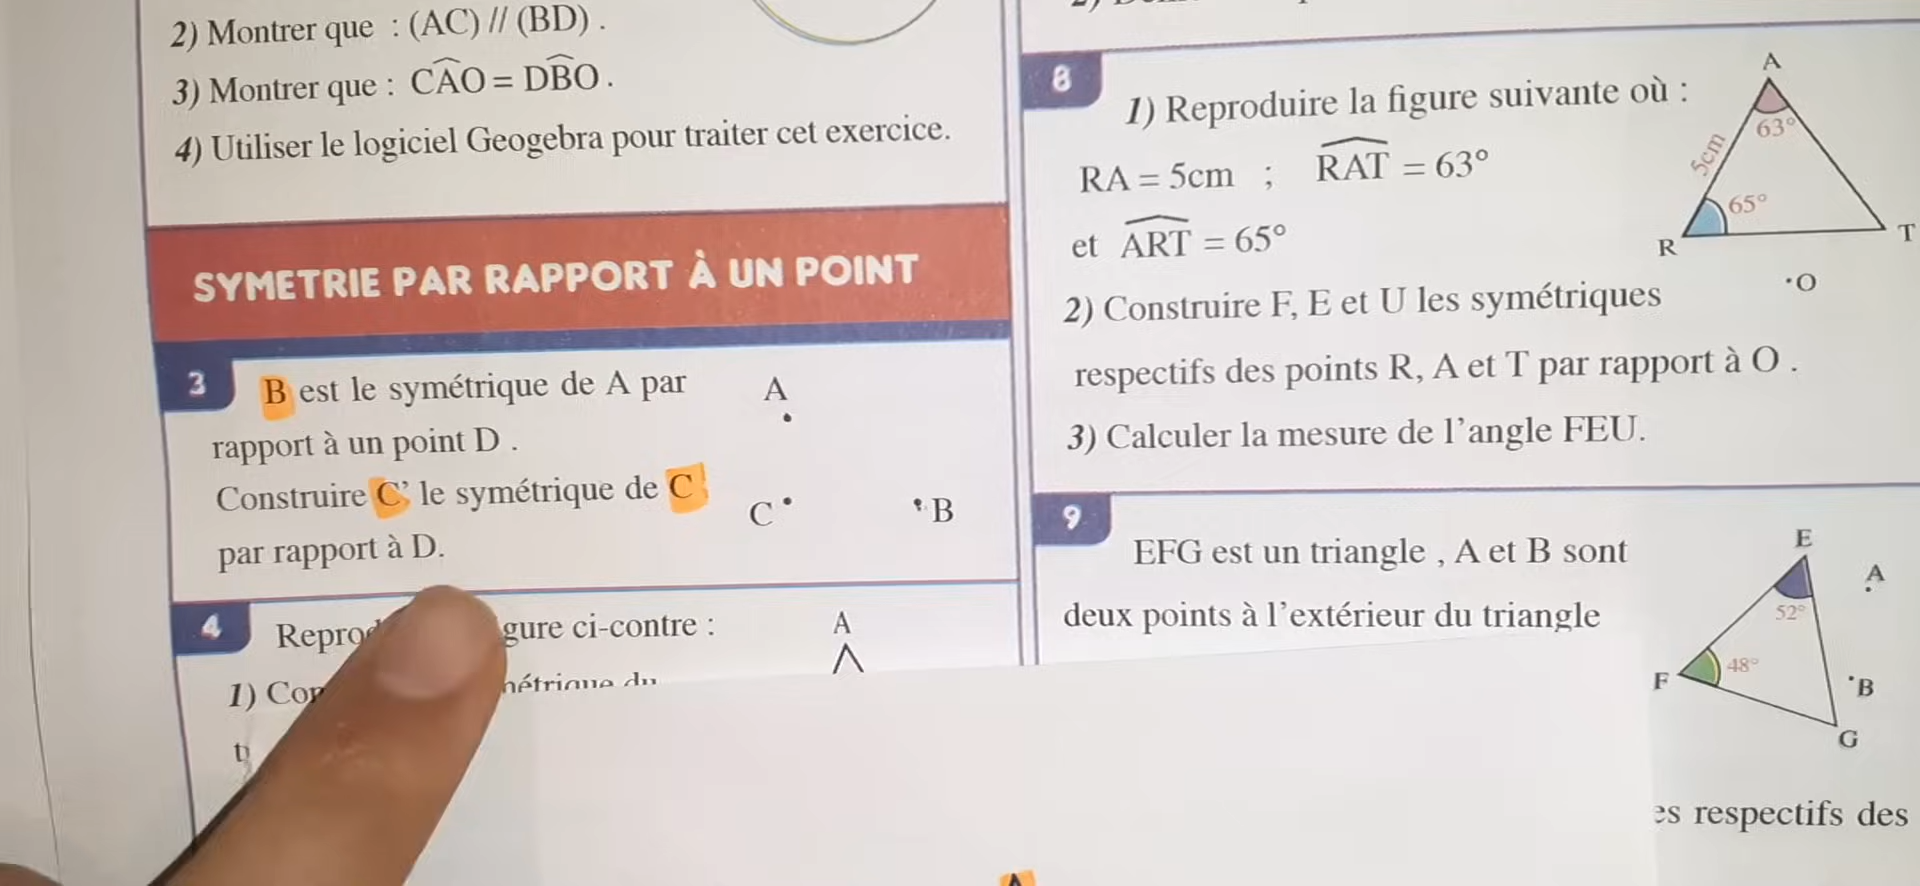 2) Montrer que : (AC) // (BD) .
3) Montrer que : CAO = DBO .
4) Utiliser le logiciel Geogebra pour traiter cet exercice.
SYMETRIE PAR RAPPORT À UN POINT
3 B est le symétrique de A par
rapport à un point D .
Construire C' le symétrique de C
par rapport à D.
A
C
B
4
gure ci-contre :
1)
A
8
1) Reproduire la figure suivante où :
RA = 5cm ; RAT = 63°
et ART = 65°
A
63°
5cm
65°
R
T
O
2) Construire F, E et U les symétriques
respectifs des points R, A et T par rapport à O .
3) Calculer la mesure de l'angle FEU.
9
EFG est un triangle , A et B sont
deux points à l'extérieur du triangle
E
A
52°
48°
F
B
G
es respectifs des